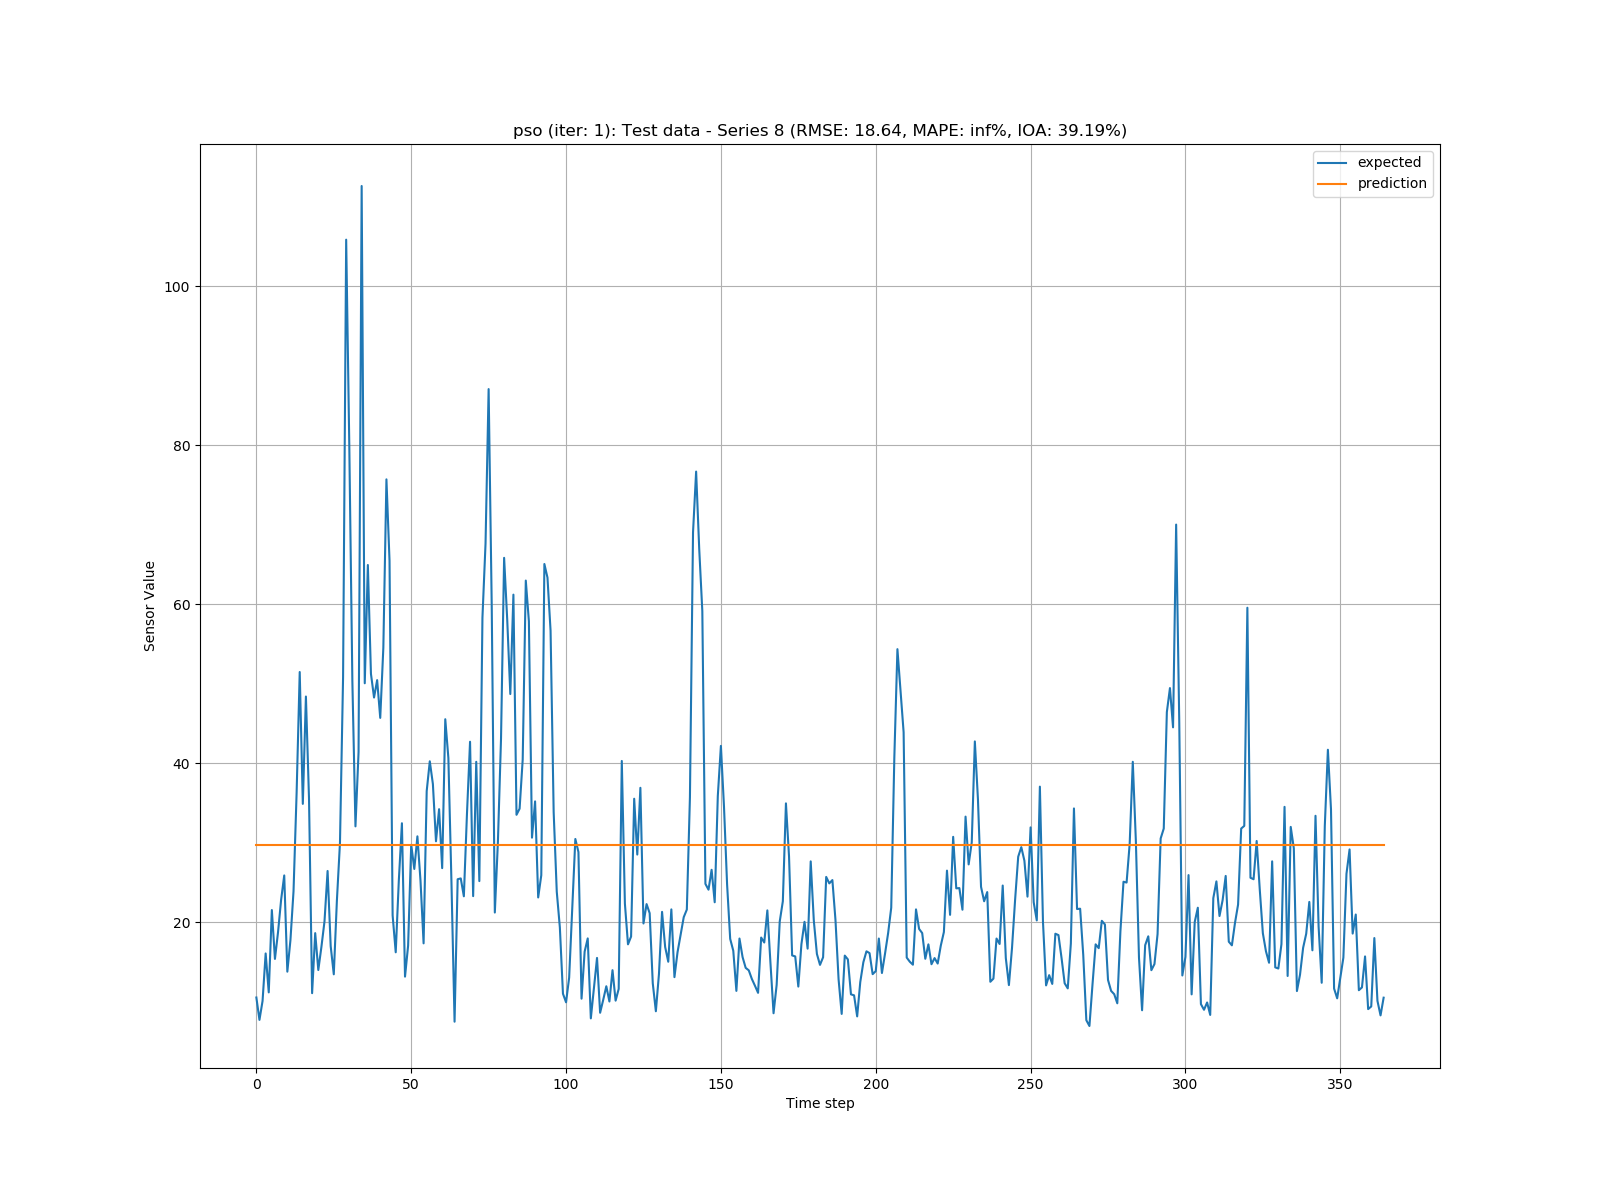 pso (iter: 1): Test data - Series 8 (RMSE: 18.64, MAPE: inf%, IOA: 39.19%)
expected
prediction
100
80
60
40
20
Sensor Value
0 50 100 150 200 250 300 350
Time step